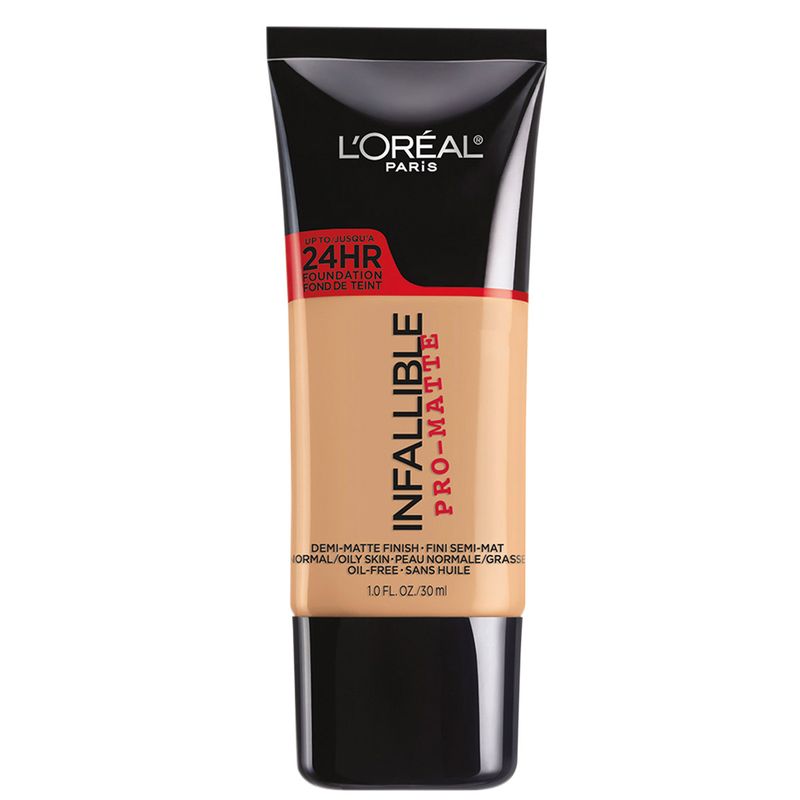 L'ORÉAL®
PARIS
UP TO/JUSQU'A
24HR
FOUNDATION
FOND DE TEINT
INFALLIBLE
PRO-MATTE
DEMI-MATTE FINISH • FINI SEMI-MAT
NORMAL/OILY SKIN • PEAU NORMALE/GRASSE
OIL-FREE • SANS HUILE
1.0 FL. OZ./30 ml